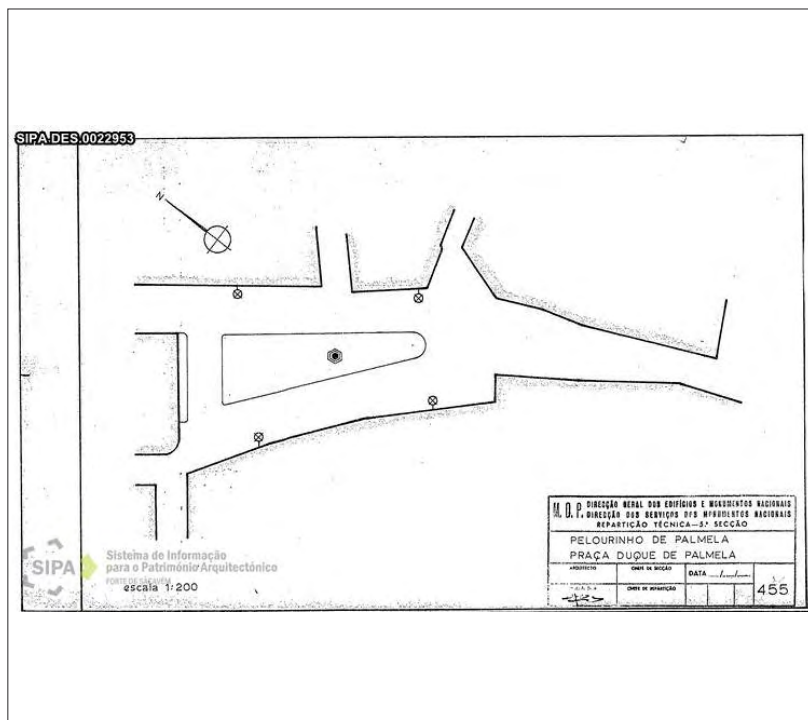 SIPA.DES.0022953
N
M. O. P. DIRECÇÃO GERAL DOS EDIFÍCIOS E MONUMENTOS NACIONAIS
DIRECÇÃO DOS SERVIÇOS DOS MONUMENTOS NACIONAIS
REPARTIÇÃO TÉCNICA—3.ª SECÇÃO
PELOURINHO DE PALMELA
PRAÇA DUQUE DE PALMELA
ARQUITECTO
CHEFE DE SECÇÃO
DATA
CHEFE DE REPARTIÇÃO
455
SIPA
Sistema de Informação
para o Património Arquitectónico
FORTE DE SACAVÉM
escala 1:200